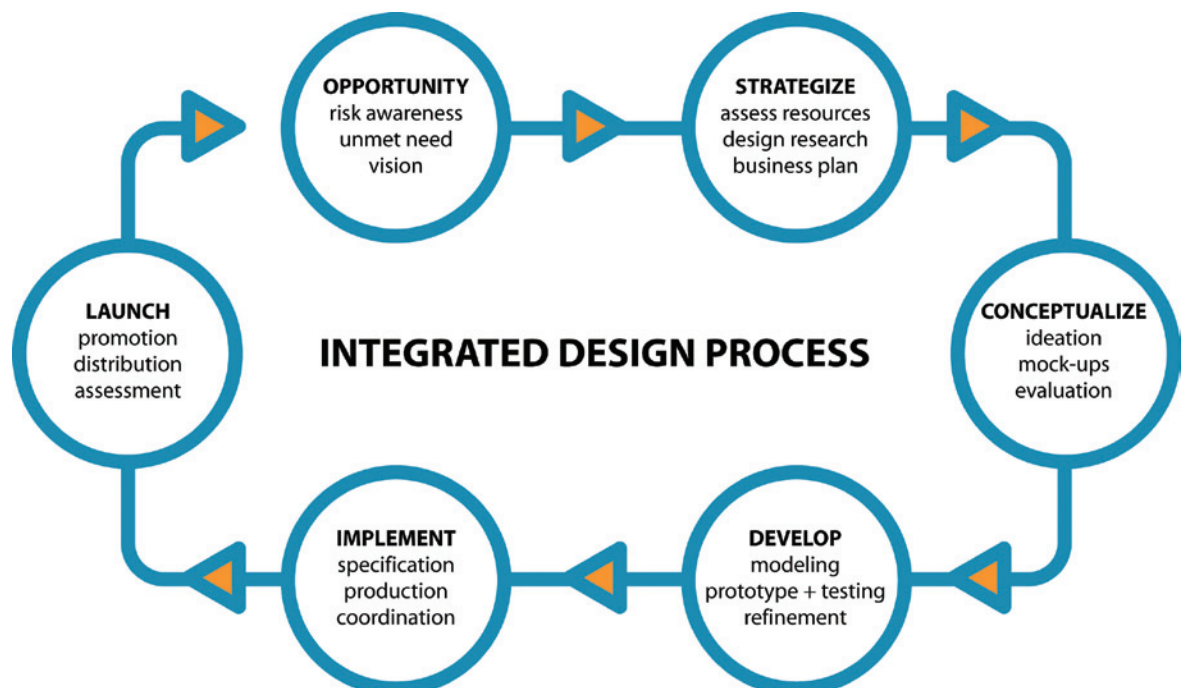 OPPORTUNITY
risk awareness
unmet need
vision
STRATEGIZE
assess resources
design research
business plan
CONCEPTUALIZE
ideation
mock-ups
evaluation
DEVELOP
modeling
prototype + testing
refinement
IMPLEMENT
specification
production
coordination
LAUNCH
promotion
distribution
assessment
INTEGRATED DESIGN PROCESS